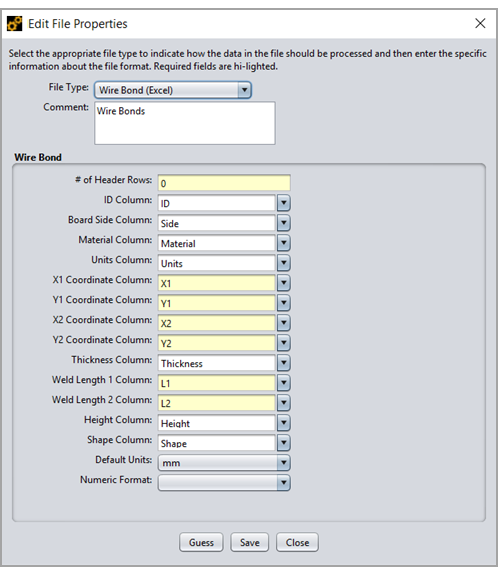 Edit File Properties
Select the appropriate file type to indicate how the data in the file should be processed and then enter the specific
information about the file format. Required fields are hi-lighted.
File Type: Wire Bond (Excel)
Comment: Wire Bonds
Wire Bond
# of Header Rows: 0
ID Column: ID
Board Side Column: Side
Material Column: Material
Units Column: Units
X1 Coordinate Column: X1
Y1 Coordinate Column: Y1
X2 Coordinate Column: X2
Y2 Coordinate Column: Y2
Thickness Column: Thickness
Weld Length 1 Column: L1
Weld Length 2 Column: L2
Height Column: Height
Shape Column: Shape
Default Units: mm
Numeric Format:
Guess Save Close